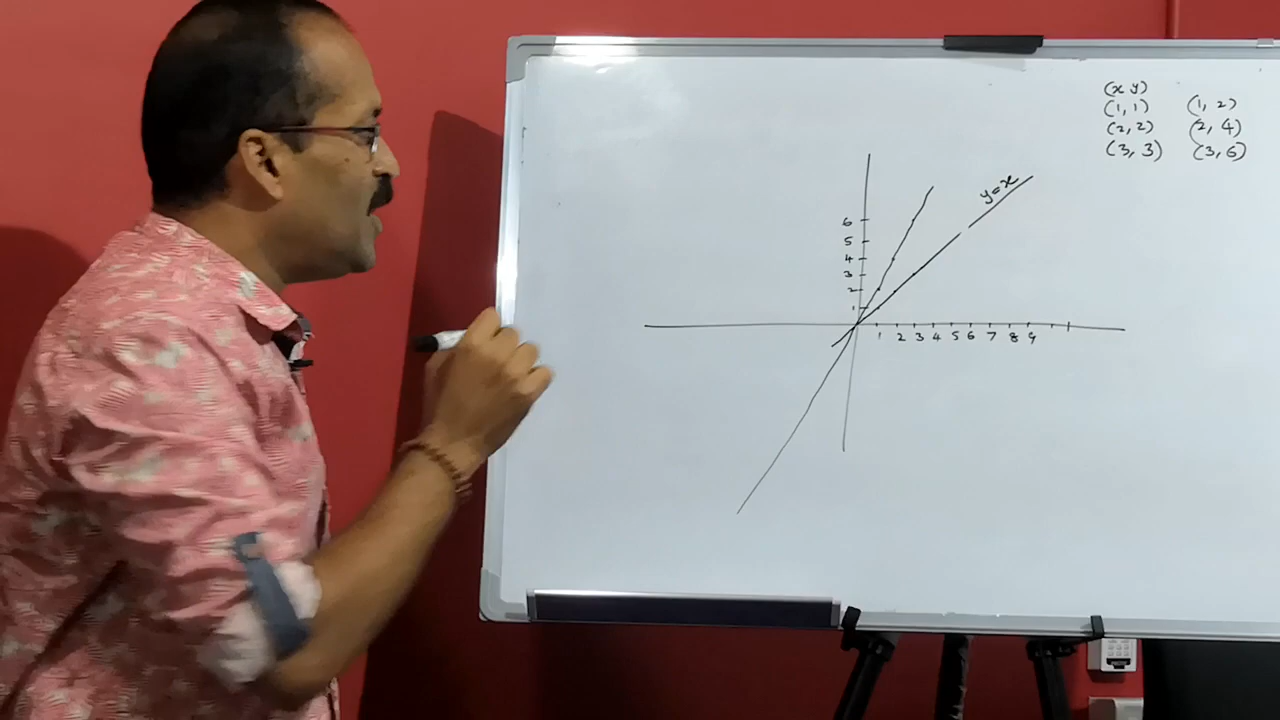 (x y)
(1, 1) (1, 2)
(2, 2) (2, 4)
(3, 3) (3, 6)
y=x
6
5
4
3
2
1
1 2 3 4 5 6 7 8 9